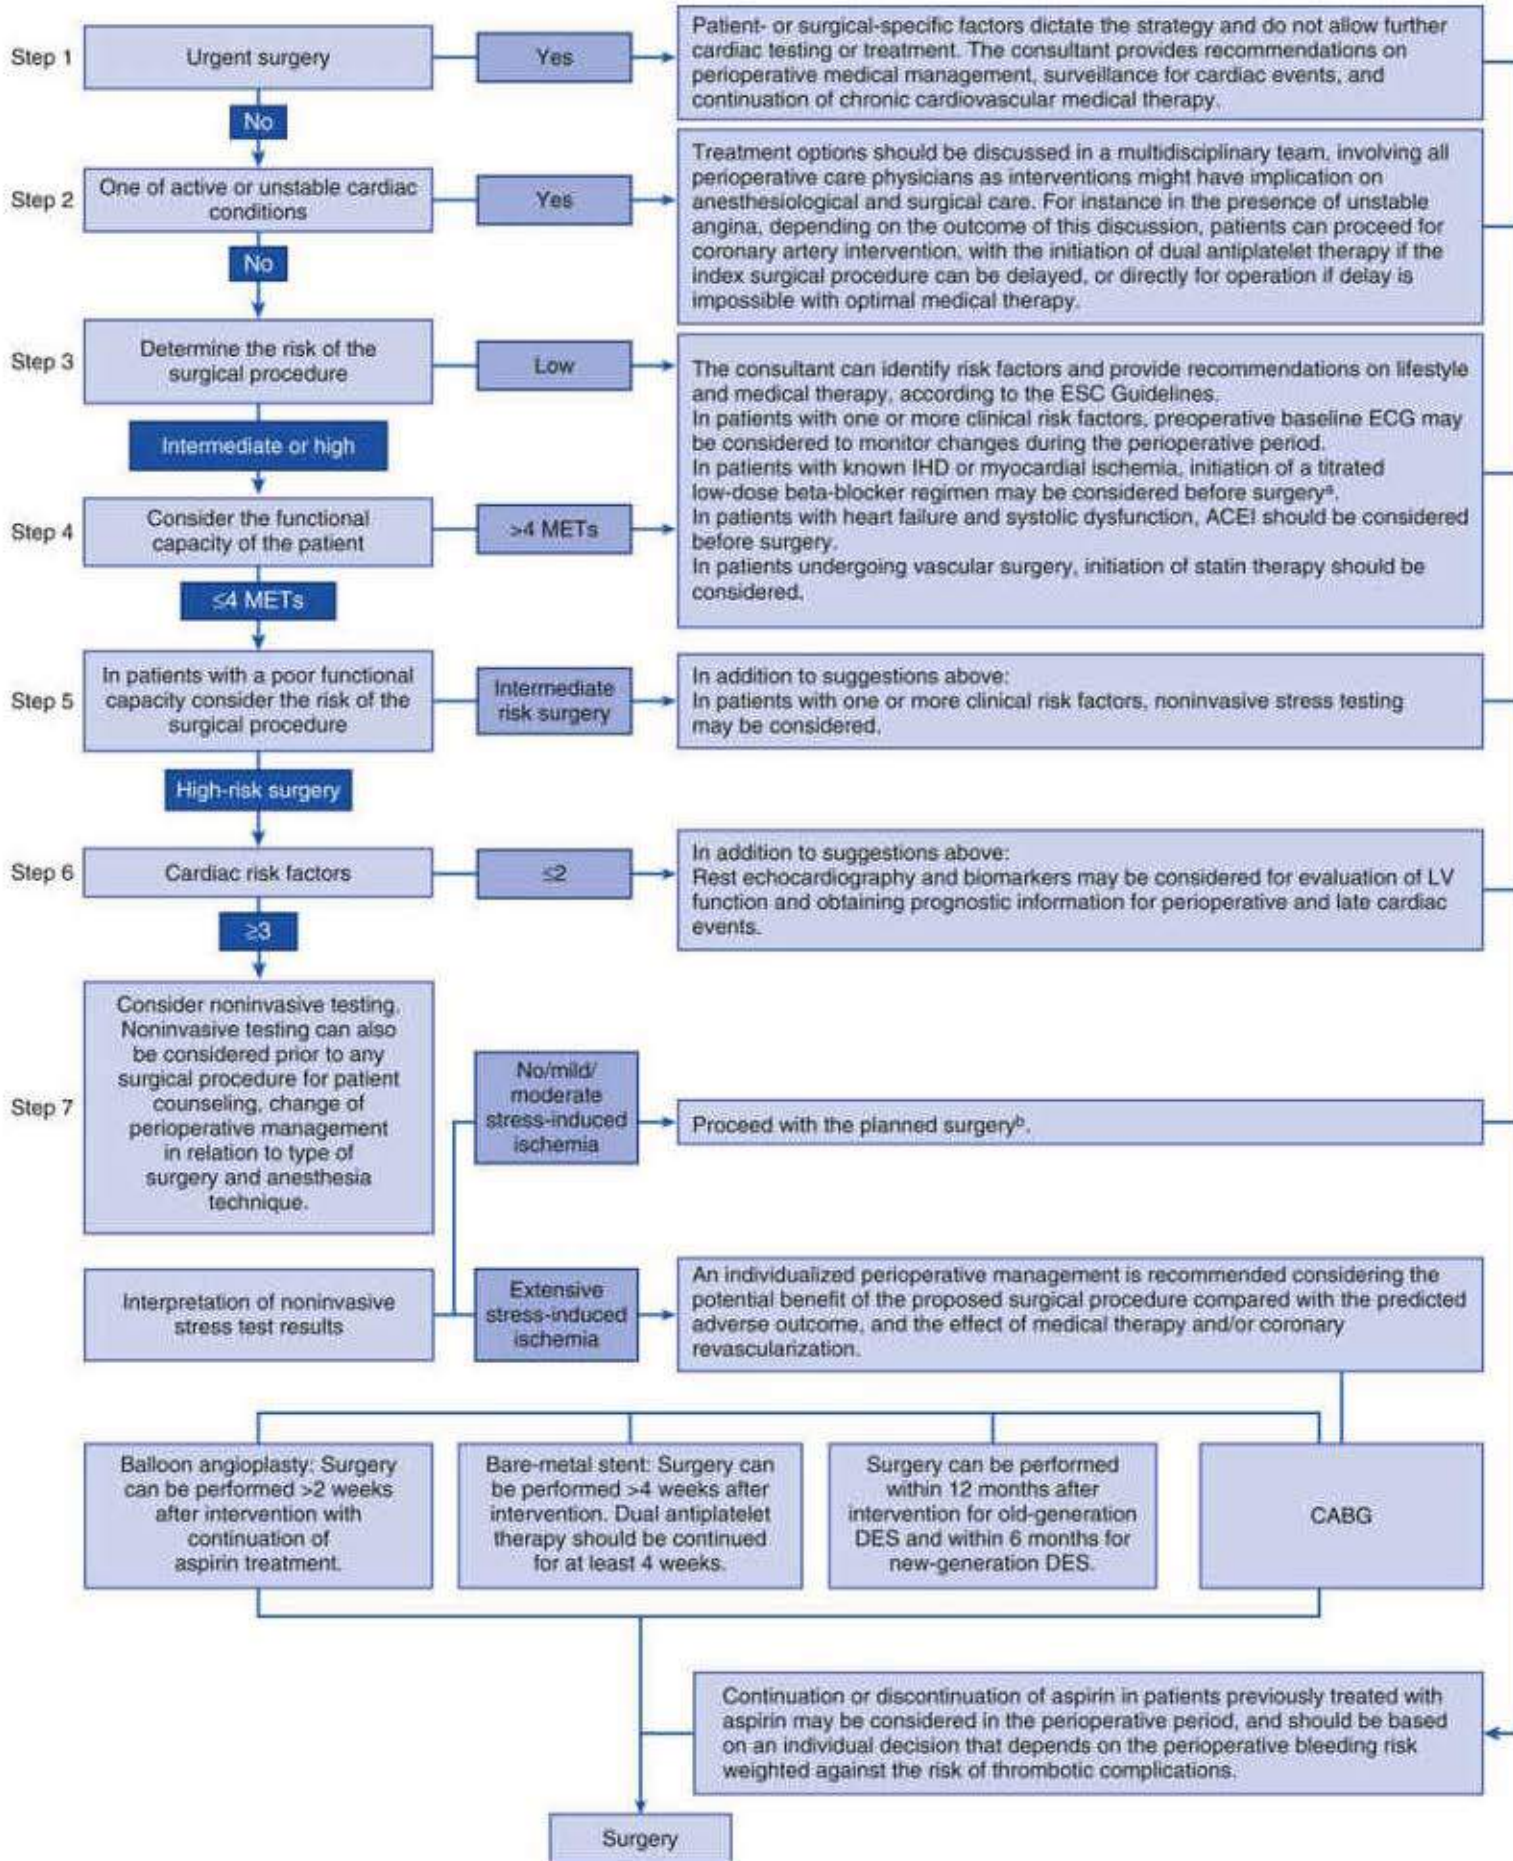 Step 1
Urgent surgery
Yes
Patient- or surgical-specific factors dictate the strategy and do not allow further
cardiac testing or treatment. The consultant provides recommendations on
perioperative medical management, surveillance for cardiac events, and
continuation of chronic cardiovascular medical therapy.
No
Step 2
One of active or unstable cardiac
conditions
Yes
Treatment options should be discussed in a multidisciplinary team, involving all
perioperative care physicians as interventions might have implication on
anesthesiological and surgical care. For instance in the presence of unstable
angina, depending on the outcome of this discussion, patients can proceed for
coronary artery intervention, with the initiation of dual antiplatelet therapy if the
index surgical procedure can be delayed, or directly for operation if delay is
impossible with optimal medical therapy.
No
Step 3
Determine the risk of the
surgical procedure
Low
The consultant can identify risk factors and provide recommendations on lifestyle
and medical therapy, according to the ESC Guidelines.
In patients with one or more clinical risk factors, preoperative baseline ECG may
be considered to monitor changes during the perioperative period.
In patients with known IHD or myocardial ischemia, initiation of a titrated
low-dose beta-blocker regimen may be considered before surgeryª.
In patients with heart failure and systolic dysfunction, ACEI should be considered
before surgery.
In patients undergoing vascular surgery, initiation of statin therapy should be
considered.
Intermediate or high
Step 4
Consider the functional
capacity of the patient
>4 METs
≤4 METs
Step 5
In patients with a poor functional
capacity consider the risk of the
surgical procedure
Intermediate
risk surgery
In addition to suggestions above:
In patients with one or more clinical risk factors, noninvasive stress testing
may be considered.
High-risk surgery
Step 6
Cardiac risk factors
≤2
In addition to suggestions above:
Rest echocardiography and biomarkers may be considered for evaluation of LV
function and obtaining prognostic information for perioperative and late cardiac
events.
≥3
Step 7
Consider noninvasive testing.
Noninvasive testing can also
be considered prior to any
surgical procedure for patient
counseling, change of
perioperative management
in relation to type of
surgery and anesthesia
technique.
No/mild/
moderate
stress-induced
ischemia
Proceed with the planned surgeryᵇ.
Interpretation of noninvasive
stress test results
Extensive
stress-induced
ischemia
An individualized perioperative management is recommended considering the
potential benefit of the proposed surgical procedure compared with the predicted
adverse outcome, and the effect of medical therapy and/or coronary
revascularization.
Balloon angioplasty: Surgery
can be performed >2 weeks
after intervention with
continuation of
aspirin treatment.
Bare-metal stent: Surgery can
be performed >4 weeks after
intervention. Dual antiplatelet
therapy should be continued
for at least 4 weeks.
Surgery can be performed
within 12 months after
intervention for old-generation
DES and within 6 months for
new-generation DES.
CABG
Continuation or discontinuation of aspirin in patients previously treated with
aspirin may be considered in the perioperative period, and should be based
on an individual decision that depends on the perioperative bleeding risk
weighted against the risk of thrombotic complications.
Surgery